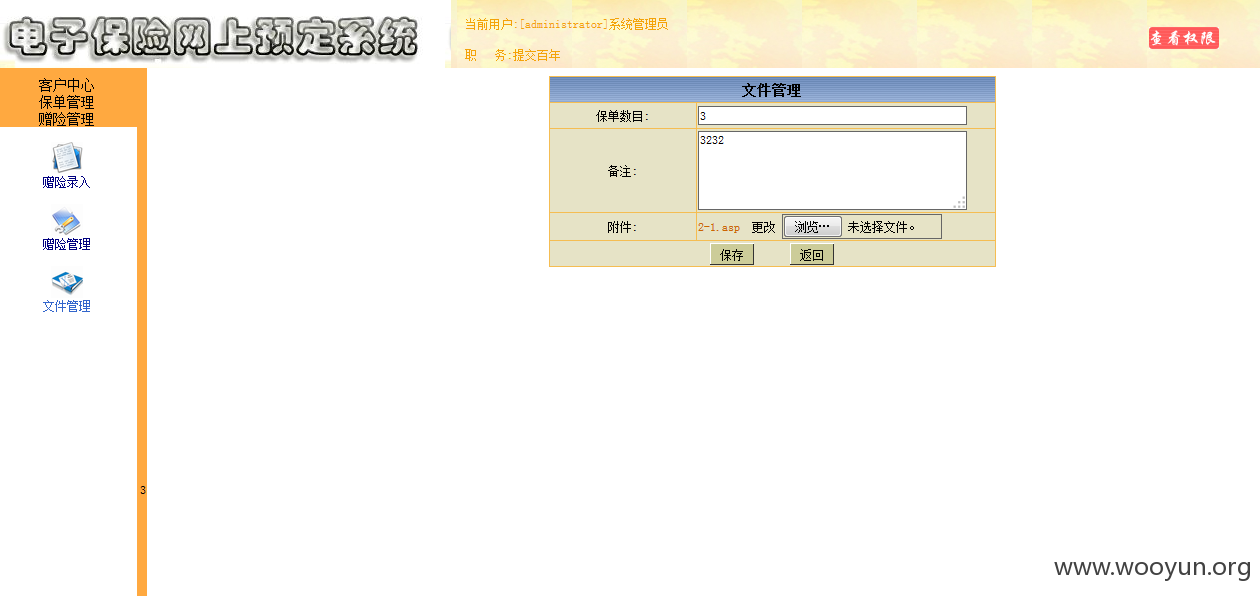 电子保险网上预定系统
当前用户:[administrator]系统管理员
职 务:提交百年
查看权限
客户中心
保单管理
赠险管理
赠险录入
赠险管理
文件管理
3
文件管理
保单数目: 3
备注: 3232
附件: 2-1.asp 更改 浏览… 未选择文件。
保存 返回
www.wooyun.org